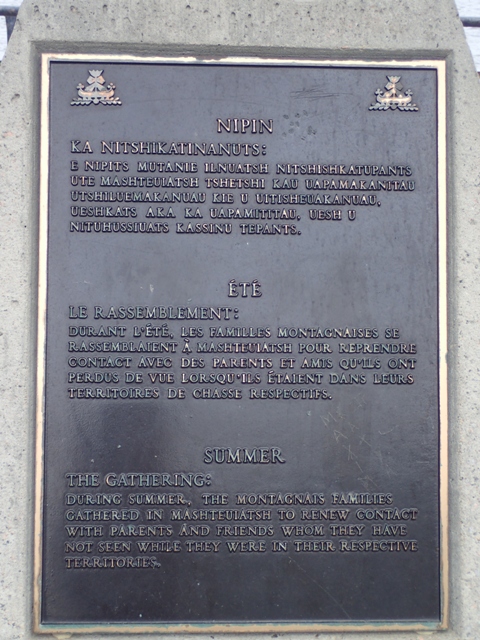 NIPIN
KA NITSHIKATINANUTS:
E NIPITS MUTANIE ILNUATSH NITSHISHKATUPANTS
UTE MASHTEUIATSH TSHETSHI KAU UAPAMAKANITAU
UTSHILUEMAKANUAU KIE U UITISHEUAKANUAU,
UESHKATS AKA KA UAPAMITITAU, UESH U
NITUHUSSIUATS KASSINU TEPANTS.
ÉTÉ
LE RASSEMBLEMENT:
DURANT L'ÉTÉ, LES FAMILLES MONTAGNAISES SE
RASSEMBLAIENT À MASHTEUIATSH POUR REPRENDRE
CONTACT AVEC DES PARENTS ET AMIS QU'ILS ONT
PERDUS DE VUE LORSQU'ILS ÉTAIENT DANS LEURS
TERRITOIRES DE CHASSE RESPECTIFS.
SUMMER
THE GATHERING:
DURING SUMMER, THE MONTAGNAIS FAMILIES
GATHERED IN MASHTEUIATSH TO RENEW CONTACT
WITH PARENTS AND FRIENDS WHOM THEY HAVE
NOT SEEN WHILE THEY WERE IN THEIR RESPECTIVE
TERRITORIES.